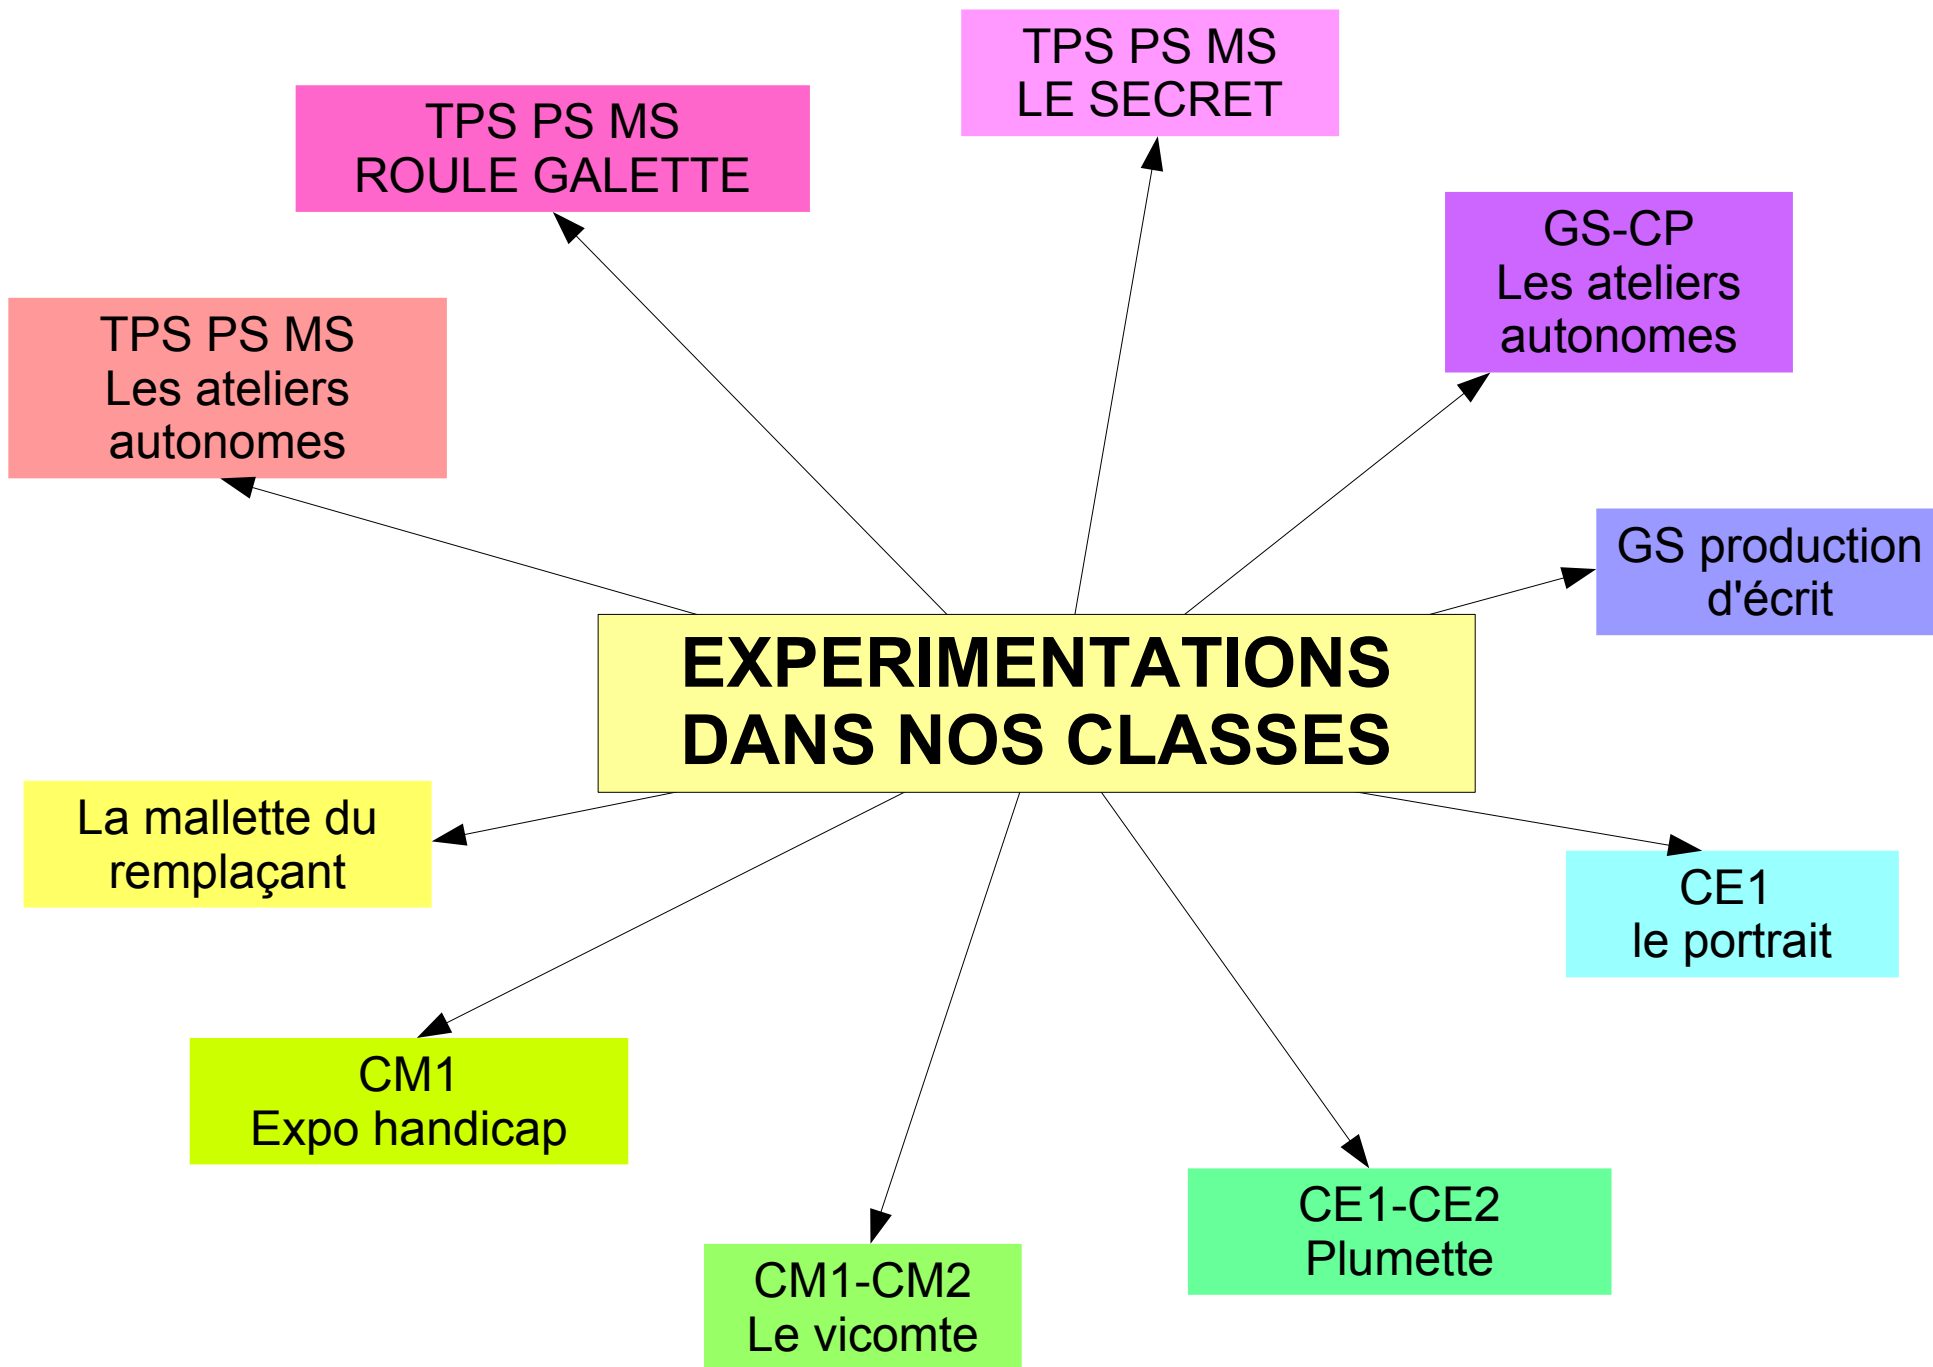 TPS PS MS
LE SECRET
TPS PS MS
ROULE GALETTE
GS-CP
Les ateliers
autonomes
TPS PS MS
Les ateliers
autonomes
GS production
d'écrit
EXPERIMENTATIONS
DANS NOS CLASSES
La mallette du
remplaçant
CE1
le portrait
CM1
Expo handicap
CE1-CE2
Plumette
CM1-CM2
Le vicomte